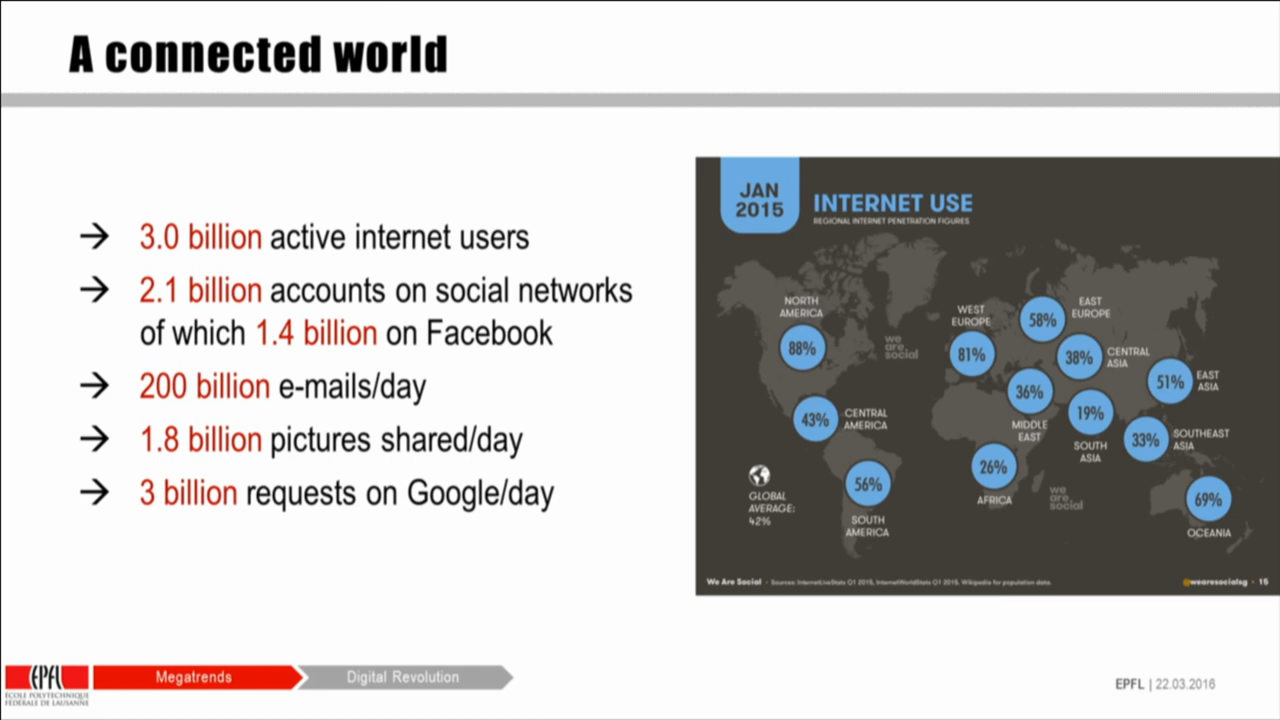 A connected world
→ 3.0 billion active internet users
→ 2.1 billion accounts on social networks
of which 1.4 billion on Facebook
→ 200 billion e-mails/day
→ 1.8 billion pictures shared/day
→ 3 billion requests on Google/day
JAN
2015
INTERNET USE
REGIONAL INTERNET PENETRATION FIGURES
NORTH
AMERICA
88%
we
are.
social
WEST
EUROPE
81%
58%
EAST
EUROPE
38%
CENTRAL
ASIA
36%
MIDDLE
EAST
51%
EAST
ASIA
43%
CENTRAL
AMERICA
19%
SOUTH
ASIA
33%
SOUTHEAST
ASIA
26%
AFRICA
we
are.
social
56%
SOUTH
AMERICA
69%
OCEANIA
GLOBAL
AVERAGE:
42%
We Are Social • Sources: InternetLiveStats Q1 2015, InternetWorldStats Q1 2015. Wikipedia for population data.
@wearesocialsg • 15
EPFL
ÉCOLE POLYTECHNIQUE
FÉDÉRALE DE LAUSANNE
Megatrends
Digital Revolution
EPFL | 22.03.2016